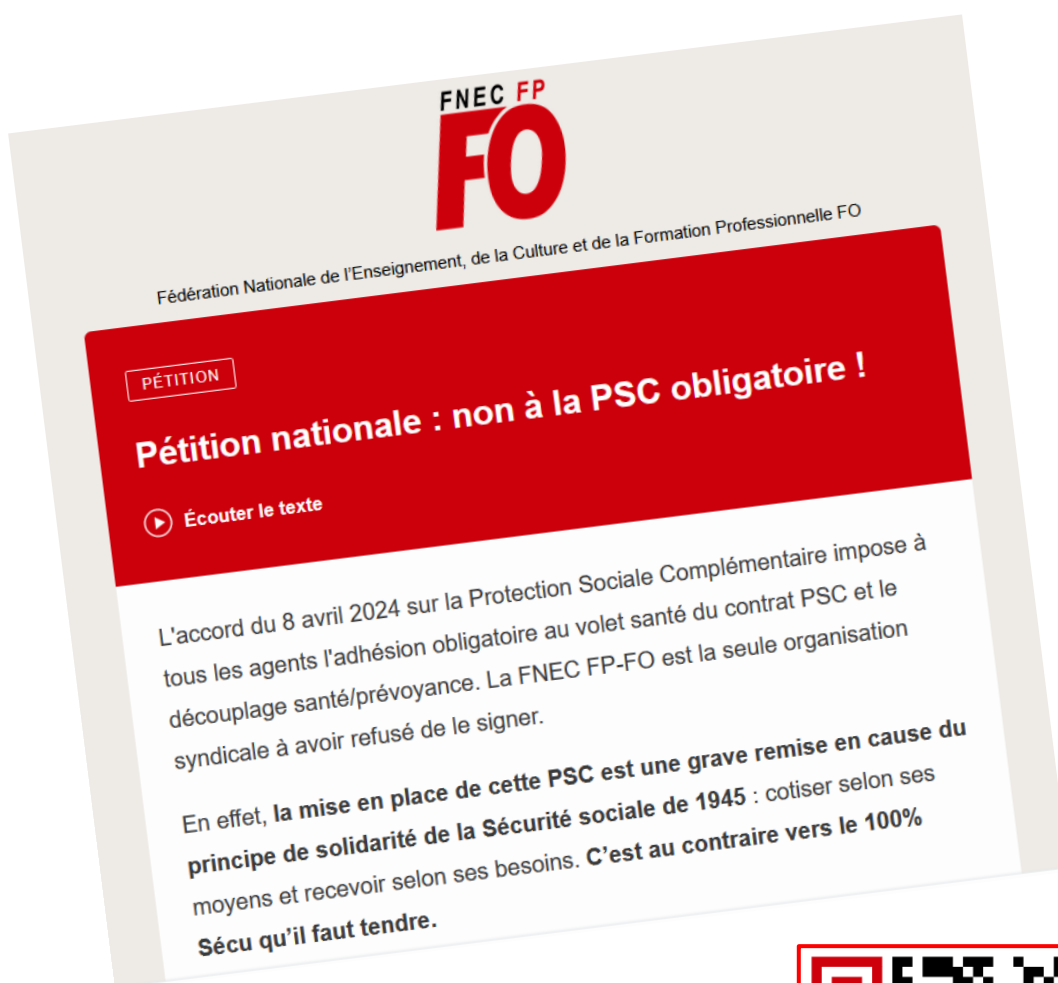 FNEC FP
FO
Fédération Nationale de l'Enseignement, de la Culture et de la Formation Professionnelle FO
PÉTITION
Pétition nationale : non à la PSC obligatoire !
Écouter le texte
L'accord du 8 avril 2024 sur la Protection Sociale Complémentaire impose à
tous les agents l'adhésion obligatoire au volet santé du contrat PSC et le
découplage santé/prévoyance. La FNEC FP-FO est la seule organisation
syndicale à avoir refusé de le signer.
En effet, la mise en place de cette PSC est une grave remise en cause du
principe de solidarité de la Sécurité sociale de 1945 : cotiser selon ses
moyens et recevoir selon ses besoins. C’est au contraire vers le 100%
Sécu qu’il faut tendre.